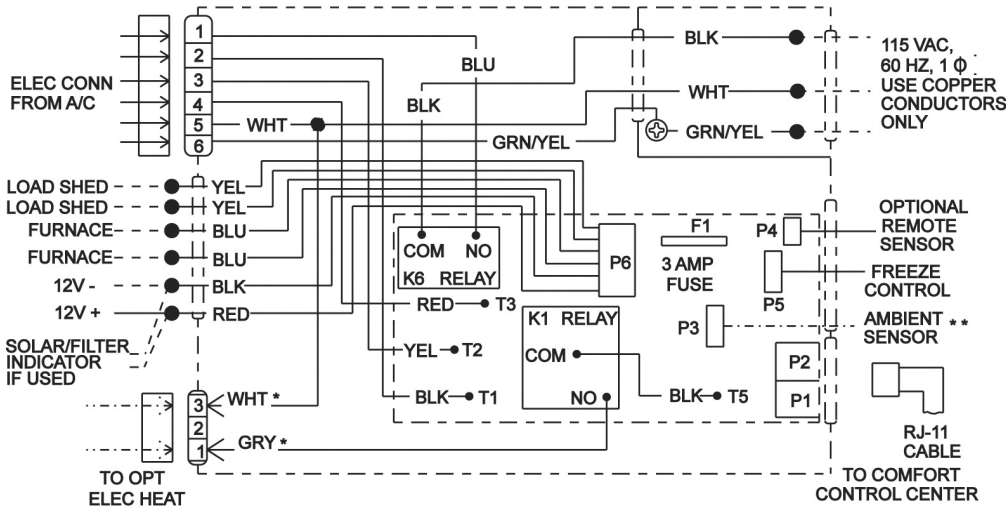 1
2
3
4
5
6
ELEC CONN
FROM A/C
WHT
BLU
BLK
BLK
WHT
GRN/YEL
GRN/YEL
115 VAC,
60 HZ, 1 ϕ
USE COPPER
CONDUCTORS
ONLY
LOAD SHED
YEL
LOAD SHED
YEL
FURNACE
BLU
FURNACE
BLU
12V -
BLK
12V +
RED
SOLAR/FILTER
INDICATOR
IF USED
COM NO
K6 RELAY
P6
F1
3 AMP
FUSE
P4
P5
OPTIONAL
REMOTE
SENSOR
FREEZE
CONTROL
RED T3
K1 RELAY
COM
NO
P3
AMBIENT
SENSOR **
YEL T2
BLK T1
BLK T5
P2
P1
3
2
1
WHT *
GRY *
TO OPT
ELEC HEAT
RJ-11
CABLE
TO COMFORT
CONTROL CENTER